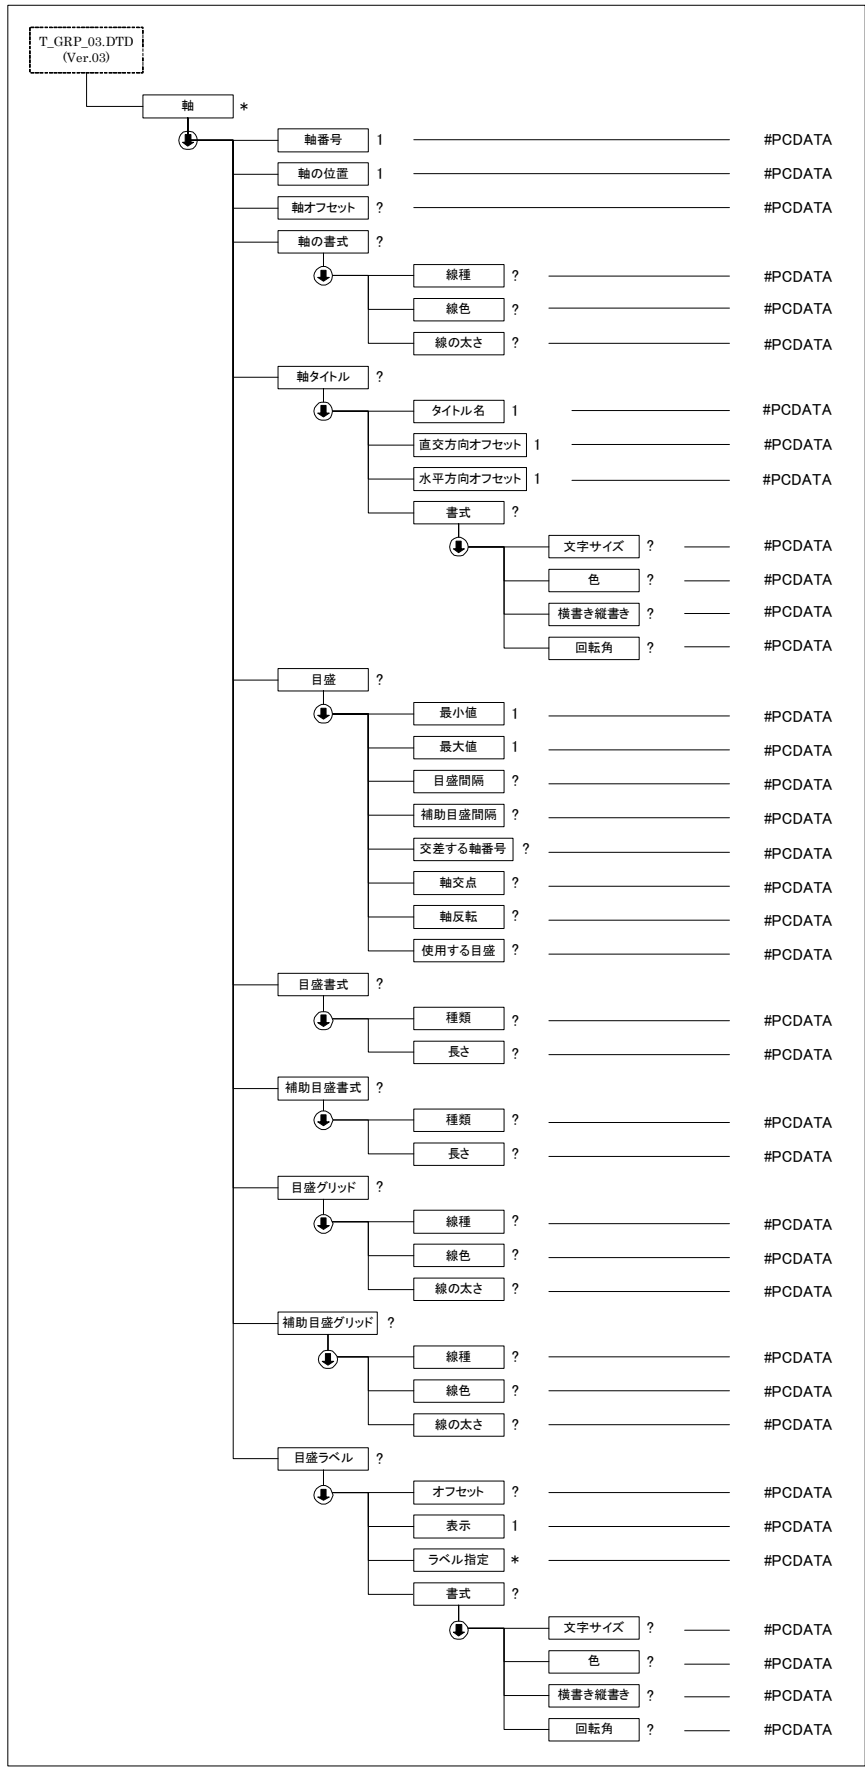 T_GRP_03.DTD
(Ver.03)
軸 *
軸番号 1 #PCDATA
軸の位置 1 #PCDATA
軸オフセット ? #PCDATA
軸の書式 ?
線種 ? #PCDATA
線色 ? #PCDATA
線の太さ ? #PCDATA
軸タイトル ?
タイトル名 1 #PCDATA
直交方向オフセット 1 #PCDATA
水平方向オフセット 1 #PCDATA
書式 ?
文字サイズ ? #PCDATA
色 ? #PCDATA
横書き縦書き ? #PCDATA
回転角 ? #PCDATA
目盛 ?
最小値 1 #PCDATA
最大値 1 #PCDATA
目盛間隔 ? #PCDATA
補助目盛間隔 ? #PCDATA
交差する軸番号 ? #PCDATA
軸交点 ? #PCDATA
軸反転 ? #PCDATA
使用する目盛 ? #PCDATA
目盛書式 ?
種類 ? #PCDATA
長さ ? #PCDATA
補助目盛書式 ?
種類 ? #PCDATA
長さ ? #PCDATA
目盛グリッド ?
線種 ? #PCDATA
線色 ? #PCDATA
線の太さ ? #PCDATA
補助目盛グリッド ?
線種 ? #PCDATA
線色 ? #PCDATA
線の太さ ? #PCDATA
目盛ラベル ?
オフセット ? #PCDATA
表示 1 #PCDATA
ラベル指定 * #PCDATA
書式 ?
文字サイズ ? #PCDATA
色 ? #PCDATA
横書き縦書き ? #PCDATA
回転角 ? #PCDATA